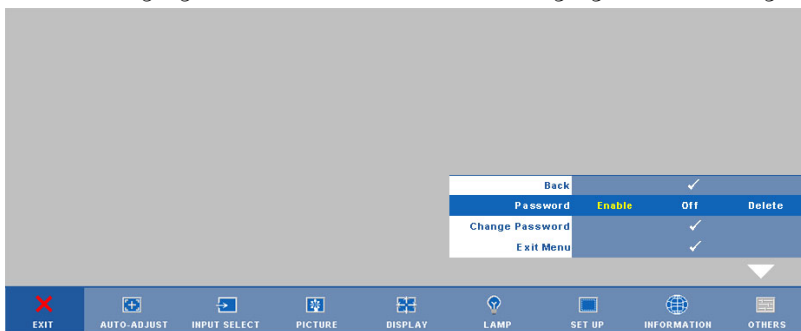 Back
Password Enable Off Delete
Change Password
Exit Menu
EXIT AUTO-ADJUST INPUT SELECT PICTURE DISPLAY LAMP SET UP INFORMATION OTHERS